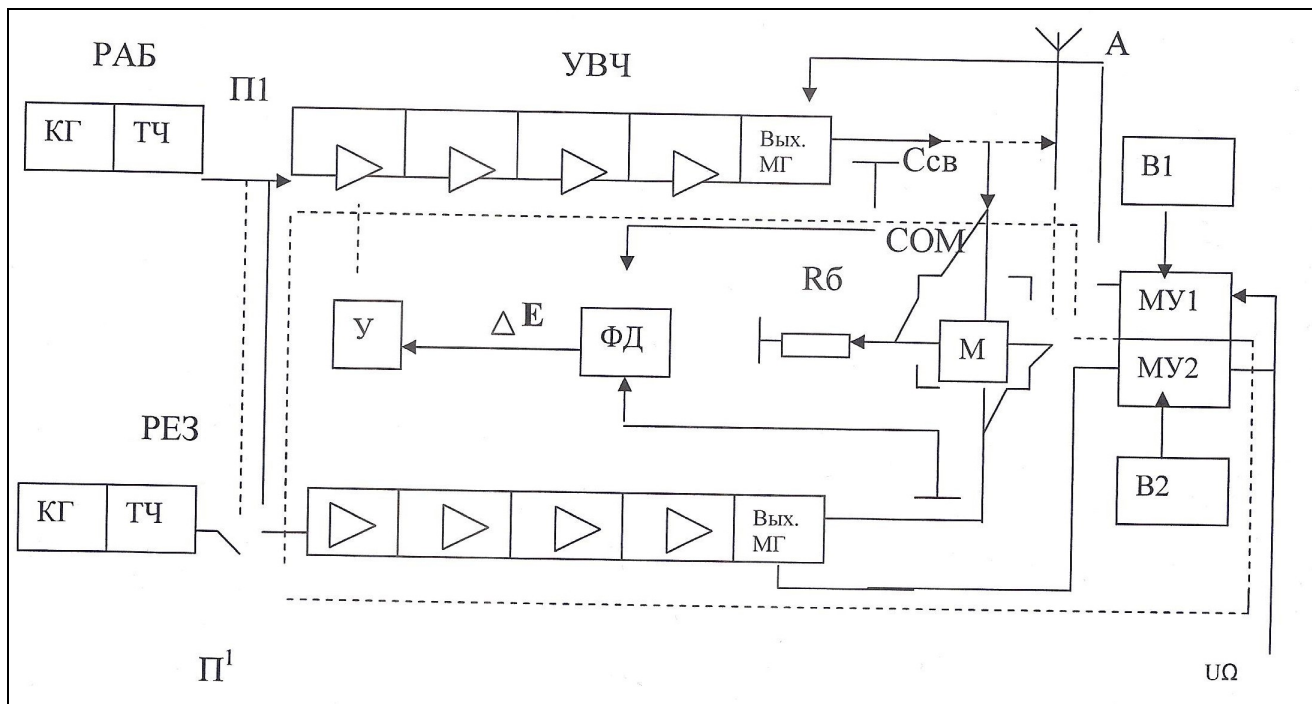 РАБ
П1
УВЧ
А
КГ
ТЧ
Вых.
МГ
Ссв
В1
СОМ
Rб
МУ1
У
△ E
ФД
М
МУ2
РЕЗ
В2
КГ
ТЧ
Вых.
МГ
П¹
UΩ